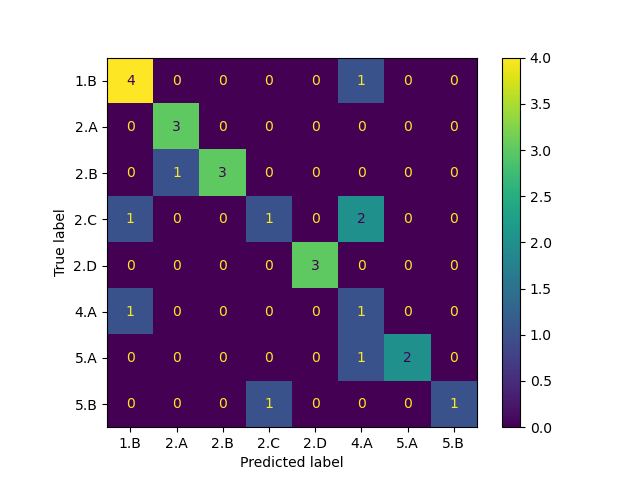 1.B 4 0 0 0 0 1 0 0
2.A 0 3 0 0 0 0 0 0
2.B 0 1 3 0 0 0 0 0
2.C 1 0 0 1 0 2 0 0
2.D 0 0 0 0 3 0 0 0
4.A 1 0 0 0 0 1 0 0
5.A 0 0 0 0 0 1 2 0
5.B 0 0 0 1 0 0 0 1
1.B 2.A 2.B 2.C 2.D 4.A 5.A 5.B
Predicted label
True label
4.0
3.5
3.0
2.5
2.0
1.5
1.0
0.5
0.0